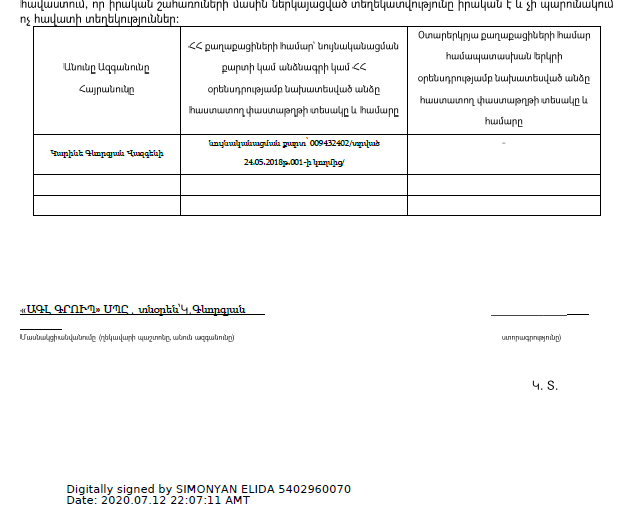 հավաստում, որ իրական շահառուների մասին ներկայացված տեղեկատվությունը իրական է և չի պարունակում
ոչ հավատի տեղեկություններ:
Անունը Ազգանունը
Հայրանունը
ՀՀ քաղաքացիների համար՝ նույնականացման
քարտի կամ անձնագրի կամ ՀՀ
օրենսդրությամբ նախատեսված անձը
հաստատող փաստաթղթի տեսակը և համարը
Օտարերկրյա քաղաքացիների համար
համապատասխան երկրի
օրենսդրությամբ նախատեսված անձը
հաստատող փաստաթղթի տեսակը և
համարը
Կարինե Գևորգյան Վազգենի
նույնականացման քարտ՝ 009432402/տրված
24.05.2018թ.001-ի կողմից/
-
«ԱԳԼ ԳՐՈՒՊ» ՍՊԸ , տնօրեն՝Կ.Գևորգյան
Մասնակցիանվանումը (ղեկավարի պաշտոնը, անուն ազգանունը)
ստորագրությունը)
Կ. Տ.
Digitally signed by SIMONYAN ELIDA 5402960070
Date: 2020.07.12 22:07:11 AMT